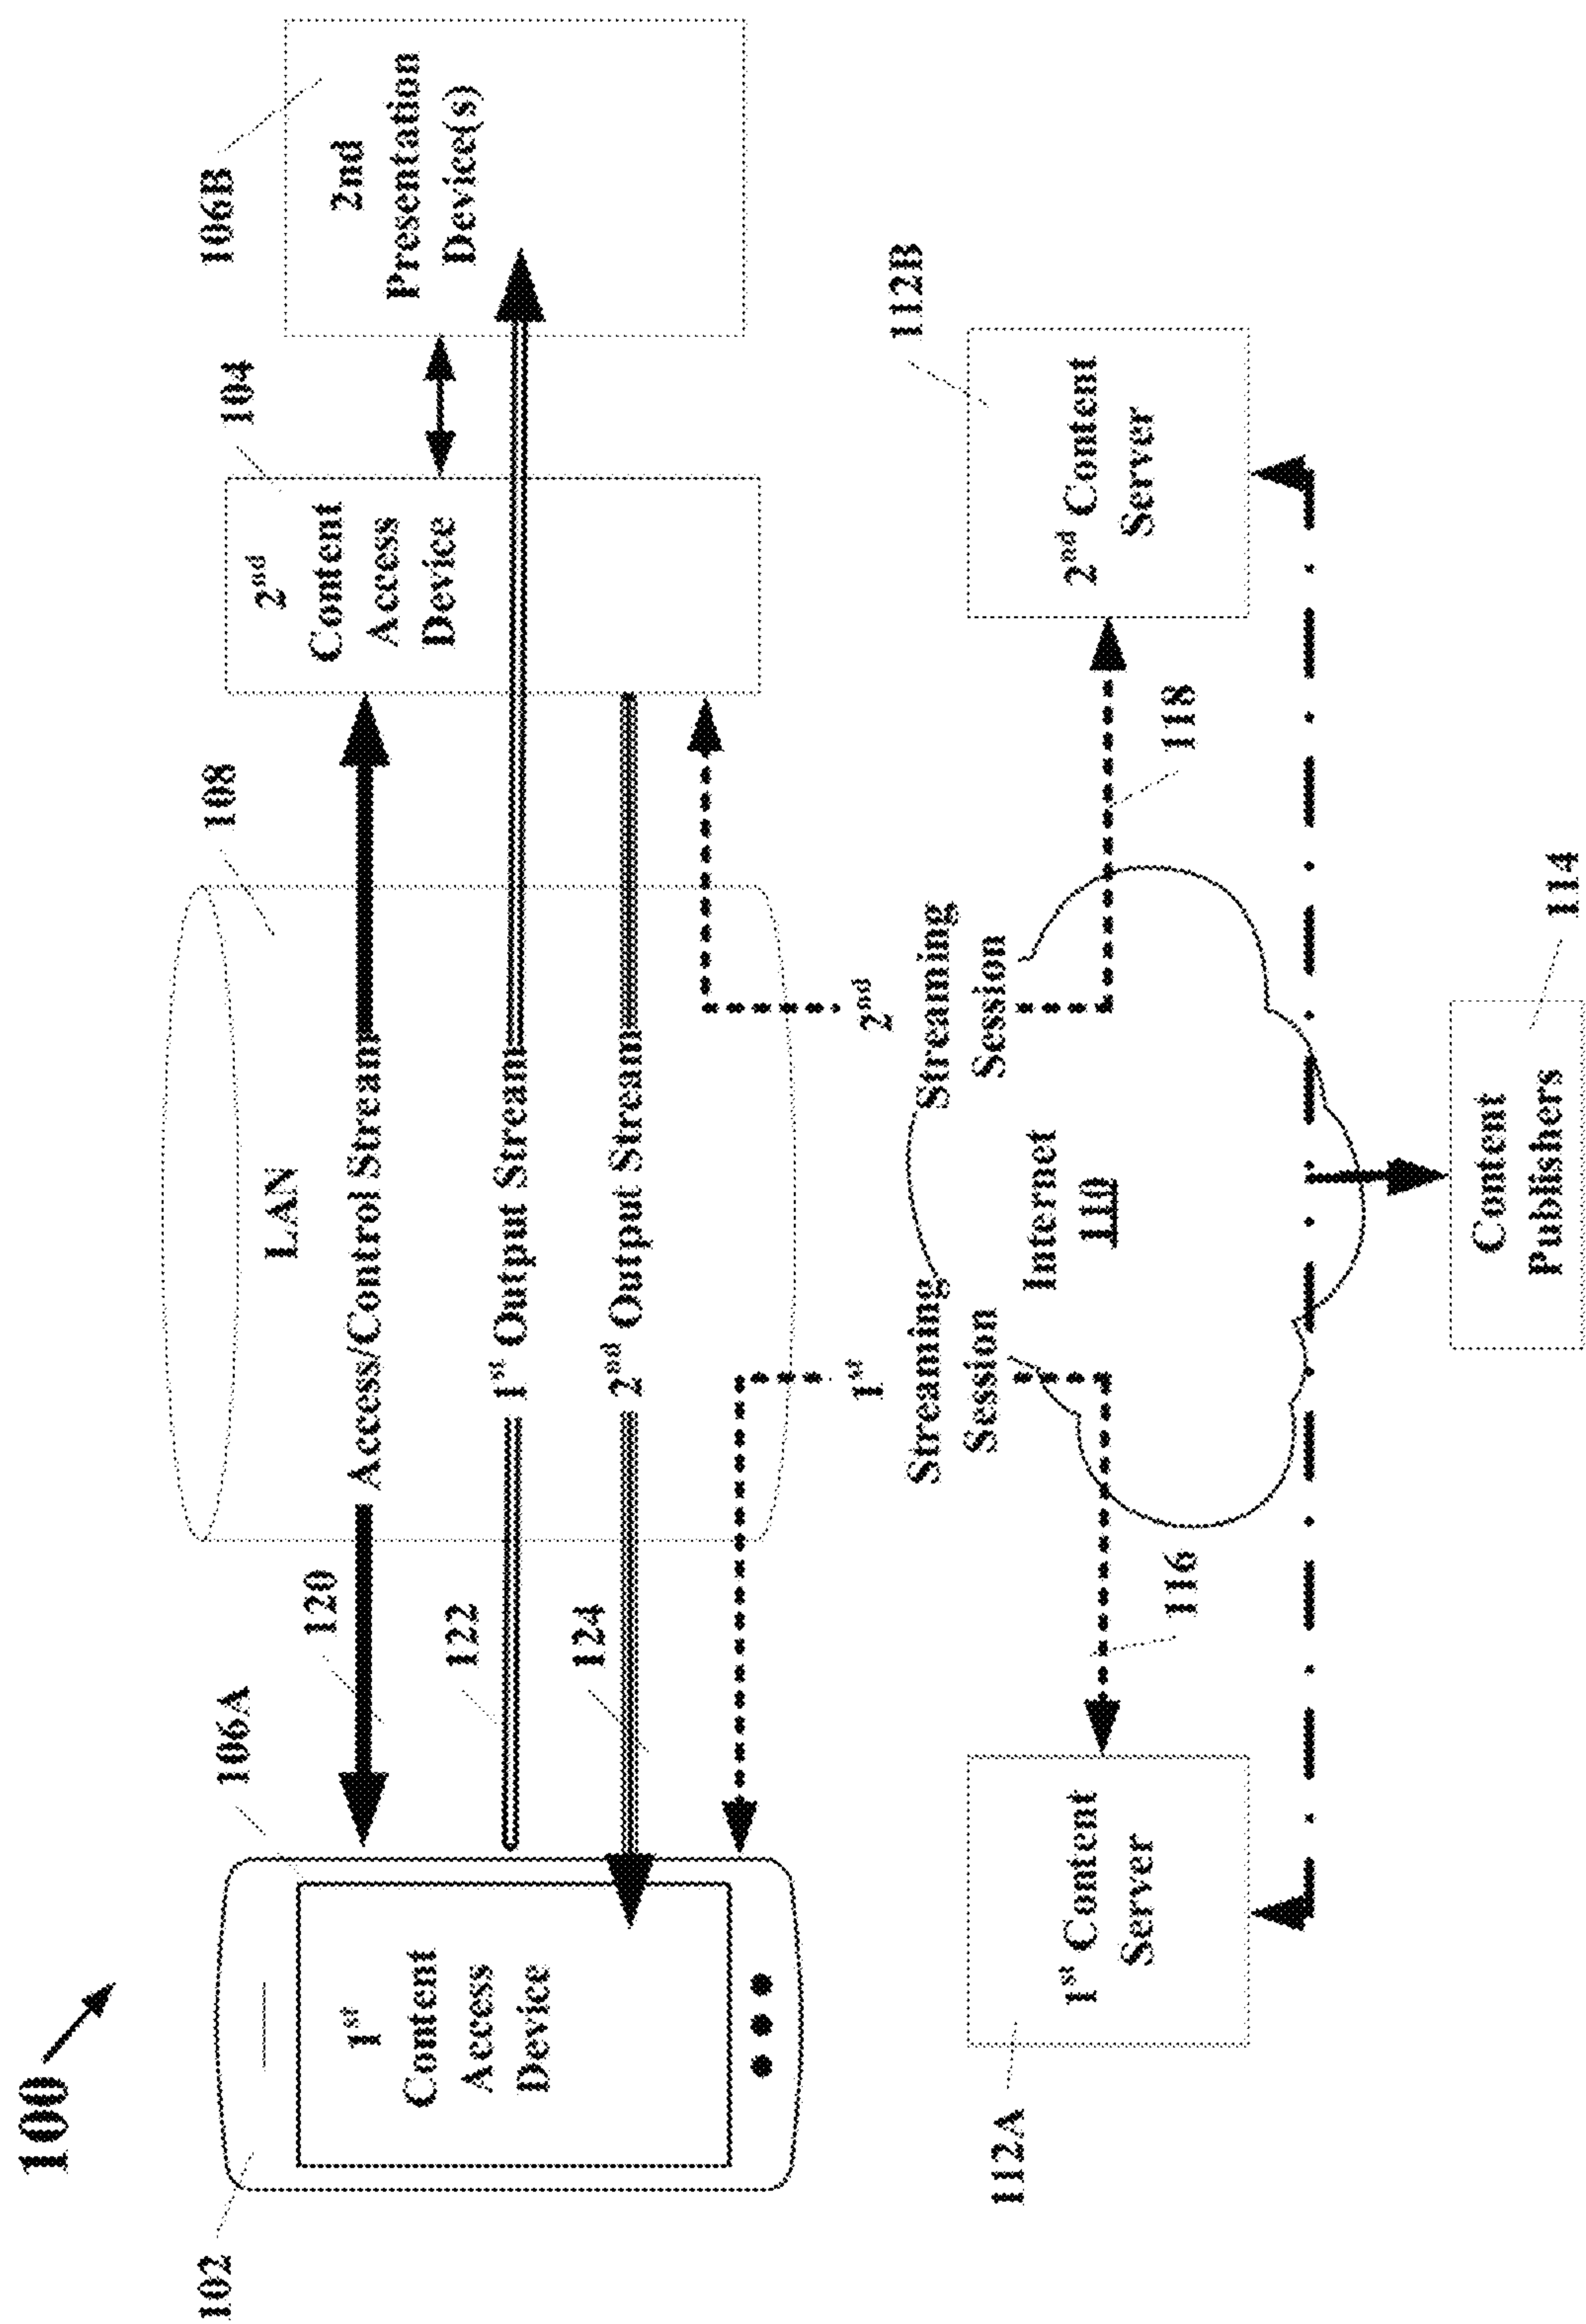 100
102
106A
1st
Content
Access
Device
120
122
124
108
LAN
Access/Control Stream
1st Output Stream
2nd Output Stream
104
2nd
Content
Access
Device
106B
2nd
Presentation
Device(s)
1st
Streaming
Session
2nd
Streaming
Session
Internet
110
112A
1st Content
Server
116
118
112B
2nd Content
Server
114
Content
Publishers